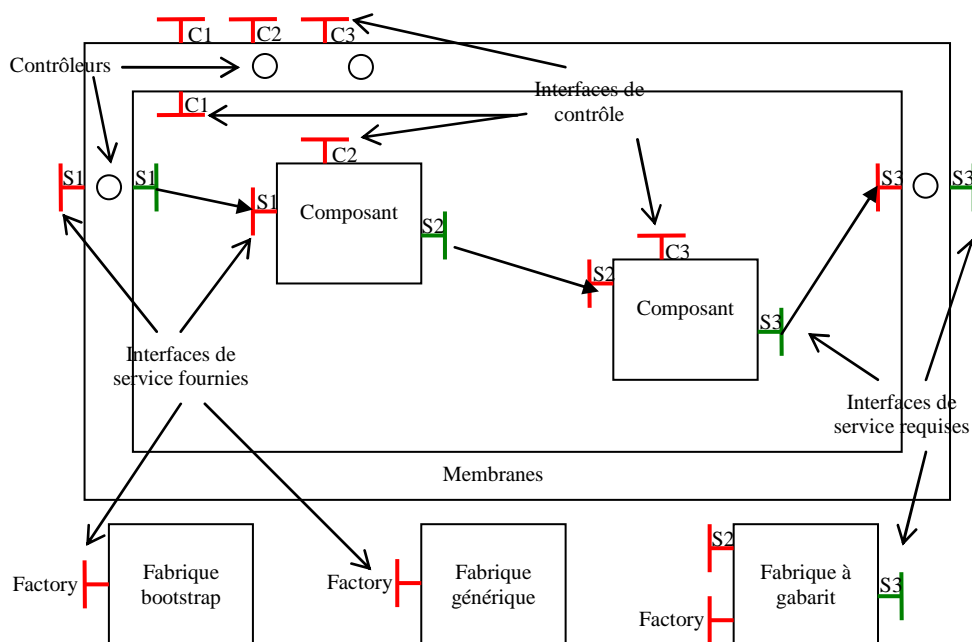 C1
C2
C3
Contrôleurs
C1
Interfaces de
contrôle
C2
S1
S1
S1
Composant
S2
C3
S3
S3
S2
Composant
S3
Interfaces de
service fournies
Interfaces de
service requises
Membranes
Factory
Fabrique
bootstrap
Factory
Fabrique
générique
S2
Factory
Fabrique à
gabarit
S3